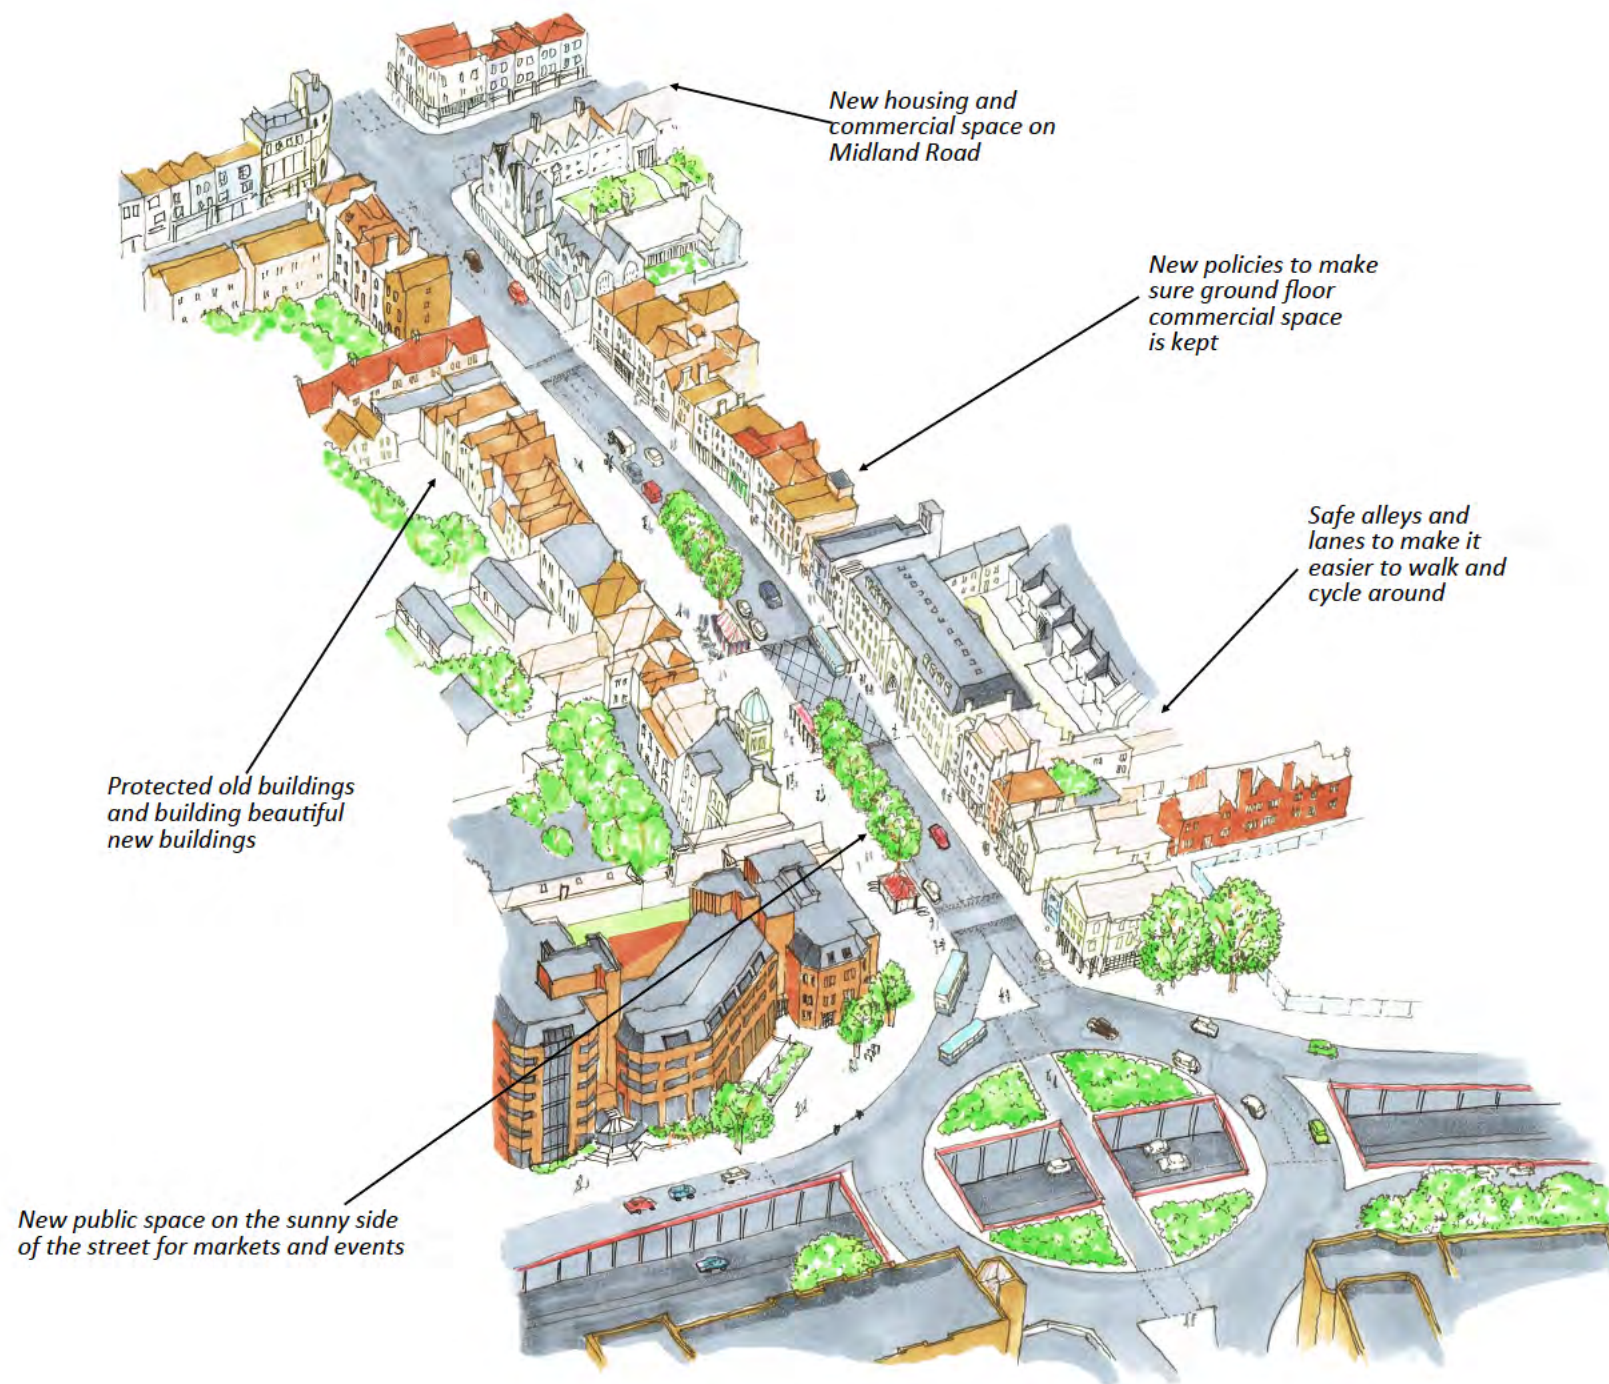 New housing and
commercial space on
Midland Road
New policies to make
sure ground floor
commercial space
is kept
Safe alleys and
lanes to make it
easier to walk and
cycle around
Protected old buildings
and building beautiful
new buildings
New public space on the sunny side
of the street for markets and events